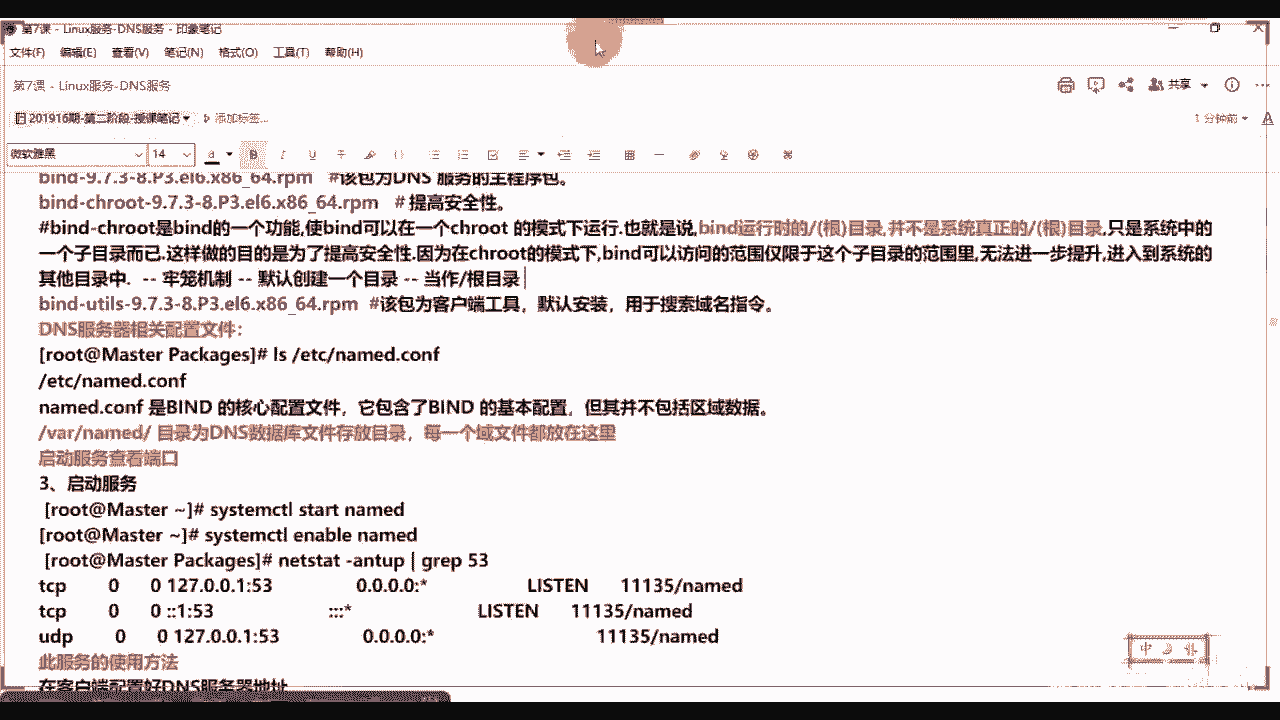 第7课 - Linux服务-DNS服务 - 印象笔记
文件(F) 编辑(E) 查看(V) 笔记(N) 格式(O) 工具(T) 帮助(H)
第7课 - Linux服务-DNS服务
共享
201916期-第二阶段-授课笔记 添加标签...
1 分钟前
微软雅黑 14
bind-9.7.3-8.P3.el6.x86_64.rpm #该包为DNS 服务的主程序包。
bind-chroot-9.7.3-8.P3.el6.x86_64.rpm # 提高安全性。
#bind-chroot是bind的一个功能,使bind可以在一个chroot 的模式下运行.也就是说,bind运行时的/(根)目录,并不是系统真正的/(根)目录,只是系统中的
一个子目录而已.这样做的目的是为了提高安全性.因为在chroot的模式下,bind可以访问的范围仅限于这个子目录的范围里,无法进一步提升,进入到系统的
其他目录中. -- 牢笼机制 -- 默认创建一个目录 -- 当作/根目录
bind-utils-9.7.3-8.P3.el6.x86_64.rpm #该包为客户端工具，默认安装，用于搜索域名指令。
DNS服务器相关配置文件：
[root@Master Packages]# ls /etc/named.conf
/etc/named.conf
named.conf 是BIND 的核心配置文件，它包含了BIND 的基本配置，但其并不包括区域数据。
/var/named/ 目录为DNS数据库文件存放目录，每一个域文件都放在这里
启动服务查看端口
3、启动服务
[root@Master ~]# systemctl start named
[root@Master ~]# systemctl enable named
[root@Master Packages]# netstat -antup | grep 53
tcp 0 0 127.0.0.1:53 0.0.0.0:* LISTEN 11135/named
tcp 0 0 ::1:53 :::* LISTEN 11135/named
udp 0 0 127.0.0.1:53 0.0.0.0:* 11135/named
此服务的使用方法
在客户端配置好DNS服务器地址